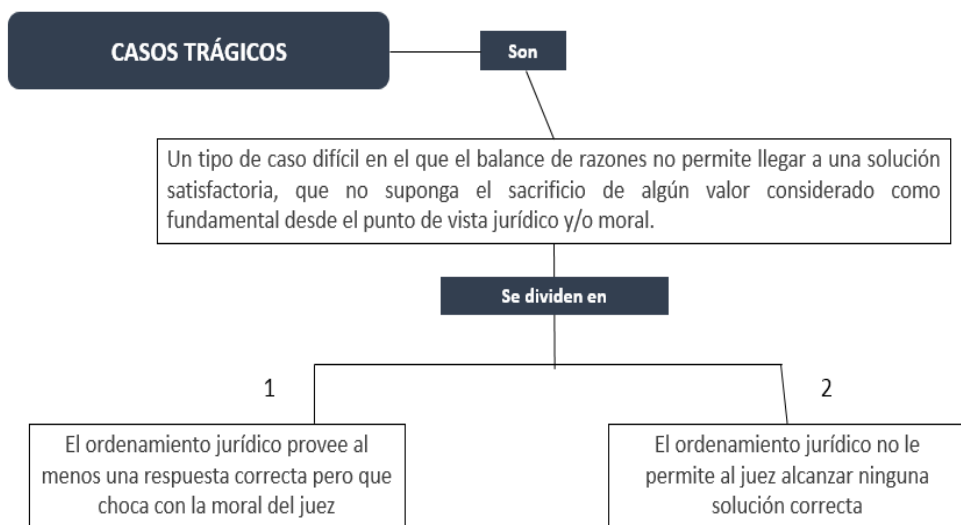 CASOS TRÁGICOS
Son
Un tipo de caso difícil en el que el balance de razones no permite llegar a una solución
satisfactoria, que no suponga el sacrificio de algún valor considerado como
fundamental desde el punto de vista jurídico y/o moral.
Se dividen en
1
2
El ordenamiento jurídico provee al
menos una respuesta correcta pero que
choca con la moral del juez
El ordenamiento jurídico no le
permite al juez alcanzar ninguna
solución correcta